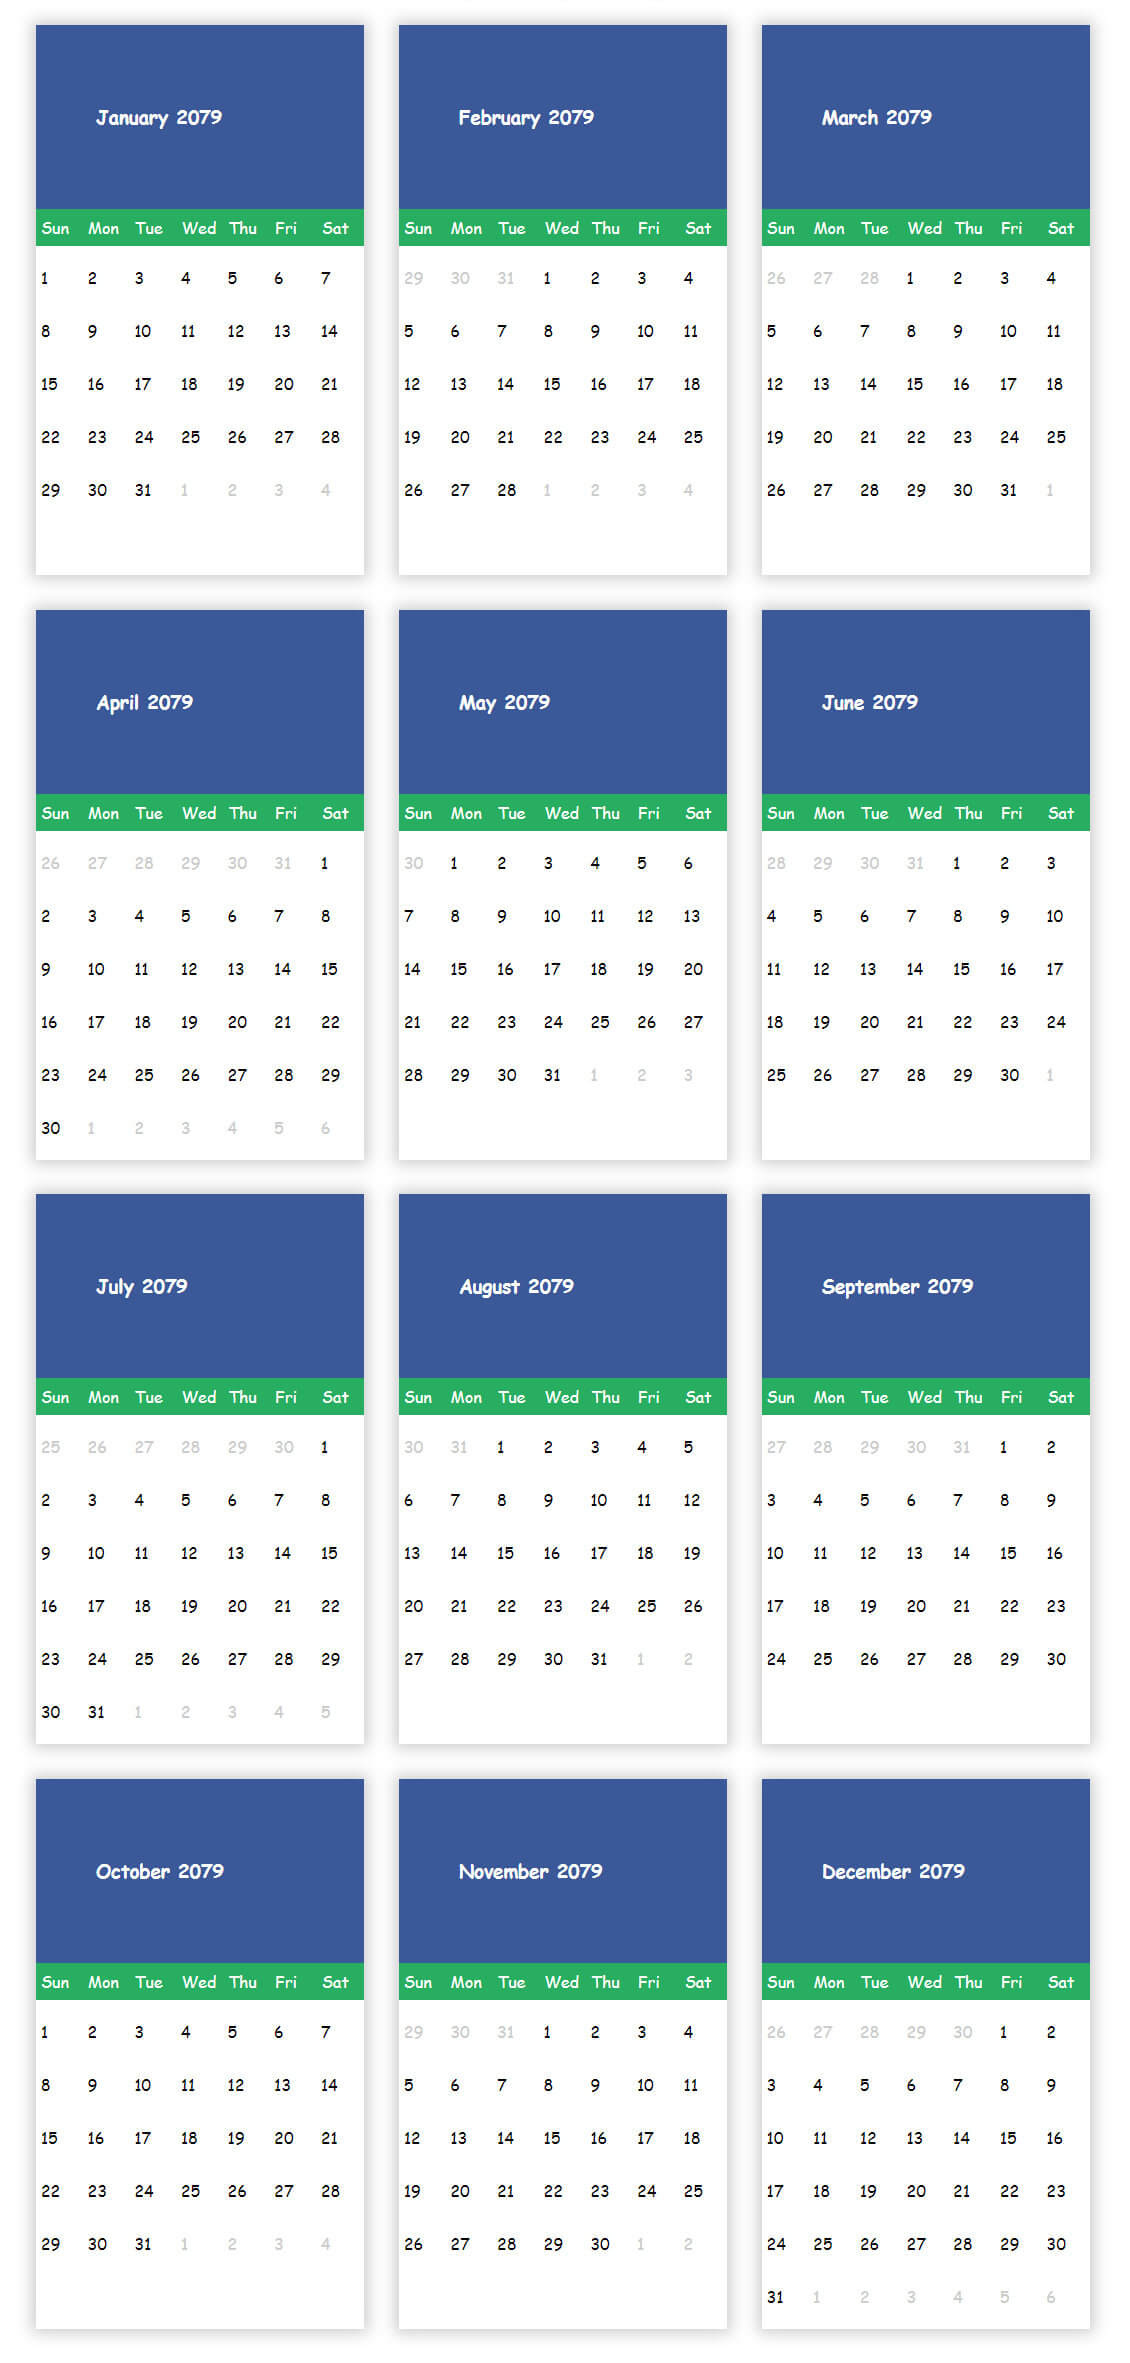 January 2079
Sun Mon Tue Wed Thu Fri Sat
1 2 3 4 5 6 7
8 9 10 11 12 13 14
15 16 17 18 19 20 21
22 23 24 25 26 27 28
29 30 31 1 2 3 4
February 2079
Sun Mon Tue Wed Thu Fri Sat
29 30 31 1 2 3 4
5 6 7 8 9 10 11
12 13 14 15 16 17 18
19 20 21 22 23 24 25
26 27 28 1 2 3 4
March 2079
Sun Mon Tue Wed Thu Fri Sat
26 27 28 1 2 3 4
5 6 7 8 9 10 11
12 13 14 15 16 17 18
19 20 21 22 23 24 25
26 27 28 29 30 31 1
April 2079
Sun Mon Tue Wed Thu Fri Sat
26 27 28 29 30 31 1
2 3 4 5 6 7 8
9 10 11 12 13 14 15
16 17 18 19 20 21 22
23 24 25 26 27 28 29
30 1 2 3 4 5 6
May 2079
Sun Mon Tue Wed Thu Fri Sat
30 1 2 3 4 5 6
7 8 9 10 11 12 13
14 15 16 17 18 19 20
21 22 23 24 25 26 27
28 29 30 31 1 2 3
June 2079
Sun Mon Tue Wed Thu Fri Sat
28 29 30 31 1 2 3
4 5 6 7 8 9 10
11 12 13 14 15 16 17
18 19 20 21 22 23 24
25 26 27 28 29 30 1
July 2079
Sun Mon Tue Wed Thu Fri Sat
25 26 27 28 29 30 1
2 3 4 5 6 7 8
9 10 11 12 13 14 15
16 17 18 19 20 21 22
23 24 25 26 27 28 29
30 31 1 2 3 4 5
August 2079
Sun Mon Tue Wed Thu Fri Sat
30 31 1 2 3 4 5
6 7 8 9 10 11 12
13 14 15 16 17 18 19
20 21 22 23 24 25 26
27 28 29 30 31 1 2
September 2079
Sun Mon Tue Wed Thu Fri Sat
27 28 29 30 31 1 2
3 4 5 6 7 8 9
10 11 12 13 14 15 16
17 18 19 20 21 22 23
24 25 26 27 28 29 30
October 2079
Sun Mon Tue Wed Thu Fri Sat
1 2 3 4 5 6 7
8 9 10 11 12 13 14
15 16 17 18 19 20 21
22 23 24 25 26 27 28
29 30 31 1 2 3 4
November 2079
Sun Mon Tue Wed Thu Fri Sat
29 30 31 1 2 3 4
5 6 7 8 9 10 11
12 13 14 15 16 17 18
19 20 21 22 23 24 25
26 27 28 29 30 1 2
December 2079
Sun Mon Tue Wed Thu Fri Sat
26 27 28 29 30 1 2
3 4 5 6 7 8 9
10 11 12 13 14 15 16
17 18 19 20 21 22 23
24 25 26 27 28 29 30
31 1 2 3 4 5 6